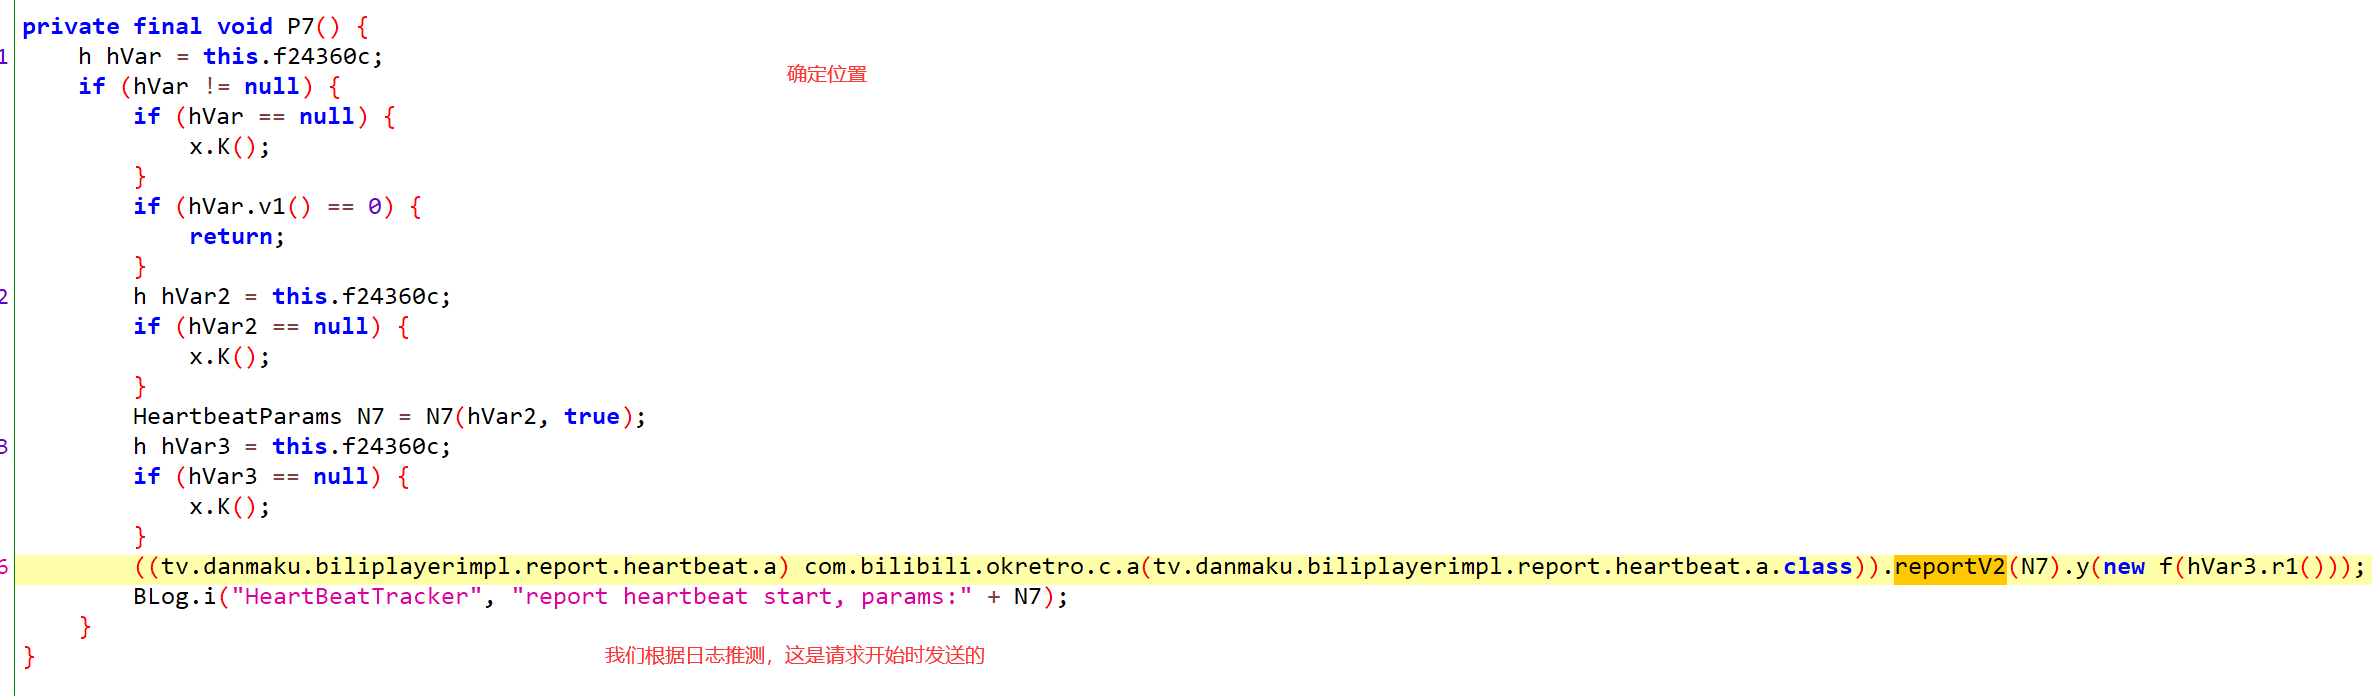 private final void P7() {
1 h hVar = this.f24360c;
确定位置
if (hVar != null) {
if (hVar == null) {
x.K();
}
if (hVar.v1() == 0) {
return;
}
2 h hVar2 = this.f24360c;
if (hVar2 == null) {
x.K();
}
HeartbeatParams N7 = N7(hVar2, true);
3 h hVar3 = this.f24360c;
if (hVar3 == null) {
x.K();
}
6 ((tv.danmaku.biliplayerimpl.report.heartbeat.a) com.bilibili.okretro.c.a(tv.danmaku.biliplayerimpl.report.heartbeat.a.class)).reportV2(N7).y(new f(hVar3.r1()));
BLog.i("HeartBeatTracker", "report heartbeat start, params:" + N7);
}
}
我们根据日志推测，这是请求开始时发送的